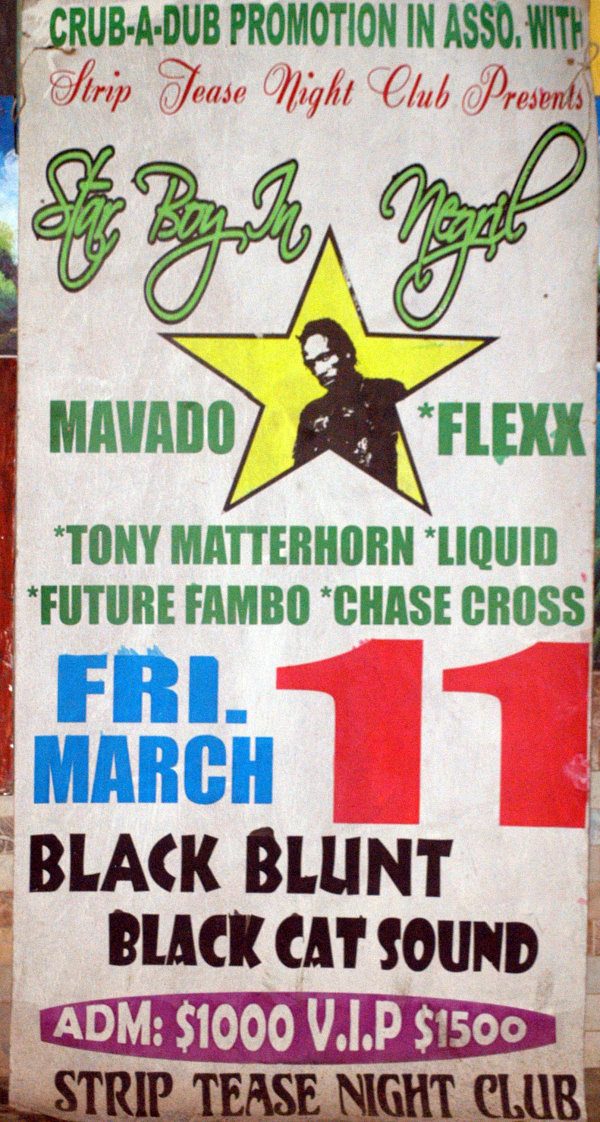 CRUB-A-DUB PROMOTION IN ASSO. WITH
Strip Tease Night Club Presents
Star Boy In Negril
MAVADO *FLEXX
*TONY MATTERHORN *LIQUID
*FUTURE FAMBO *CHASE CROSS
FRI. MARCH 11
BLACK BLUNT
BLACK CAT SOUND
ADM: $1000 V.I.P $1500
STRIP TEASE NIGHT CLUB